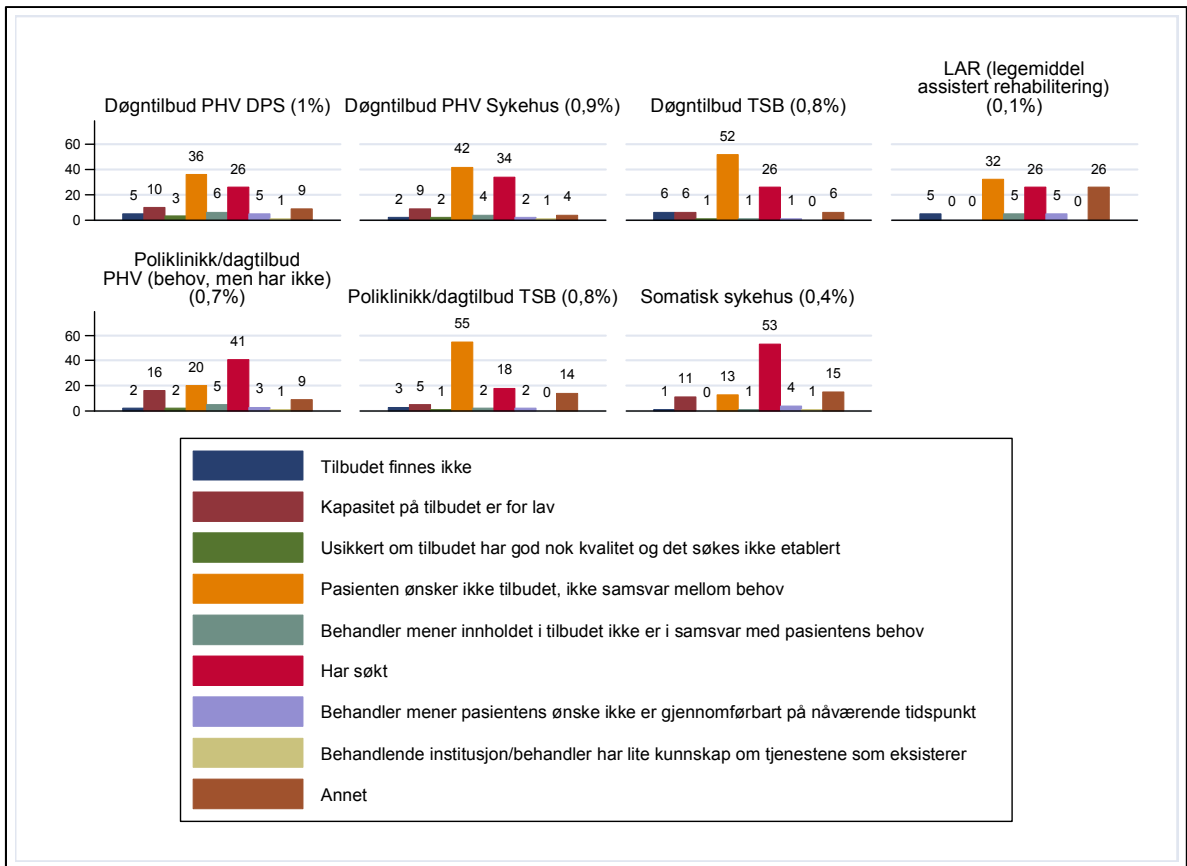 Døgntilbud PHV DPS (1%)
Døgntilbud PHV Sykehus (0,9%)
Døgntilbud TSB (0,8%)
LAR (legemiddel
assistert rehabilitering)
(0,1%)
60
40
20
0
5 10 3 36 6 26 5 1 9
2 9 2 42 4 34 2 1 4
6 6 1 52 1 26 1 0 6
5 0 0 32 5 26 5 0 26
Poliklinikk/dagtilbud
PHV (behov, men har ikke)
(0,7%)
Poliklinikk/dagtilbud TSB (0,8%)
Somatisk sykehus (0,4%)
60
40
20
0
2 16 2 20 5 41 3 1 9
3 5 1 55 2 18 2 0 14
1 11 0 13 1 53 4 1 15
Tilbudet finnes ikke
Kapasitet på tilbudet er for lav
Usikkert om tilbudet har god nok kvalitet og det søkes ikke etablert
Pasienten ønsker ikke tilbudet, ikke samsvar mellom behov
Behandler mener innholdet i tilbudet ikke er i samsvar med pasientens behov
Har søkt
Behandler mener pasientens ønske ikke er gjennomførbart på nåværende tidspunkt
Behandlende institusjon/behandler har lite kunnskap om tjenestene som eksisterer
Annet